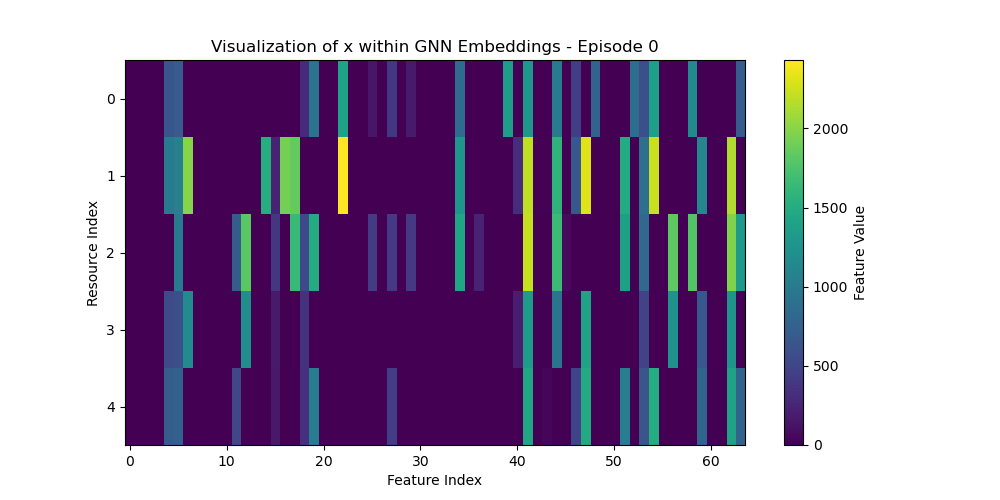 Visualization of x within GNN Embeddings - Episode 0
Resource Index
0
1
2
3
4
0 10 20 30 40 50 60
Feature Index
2000
1500
1000
500
0
Feature Value